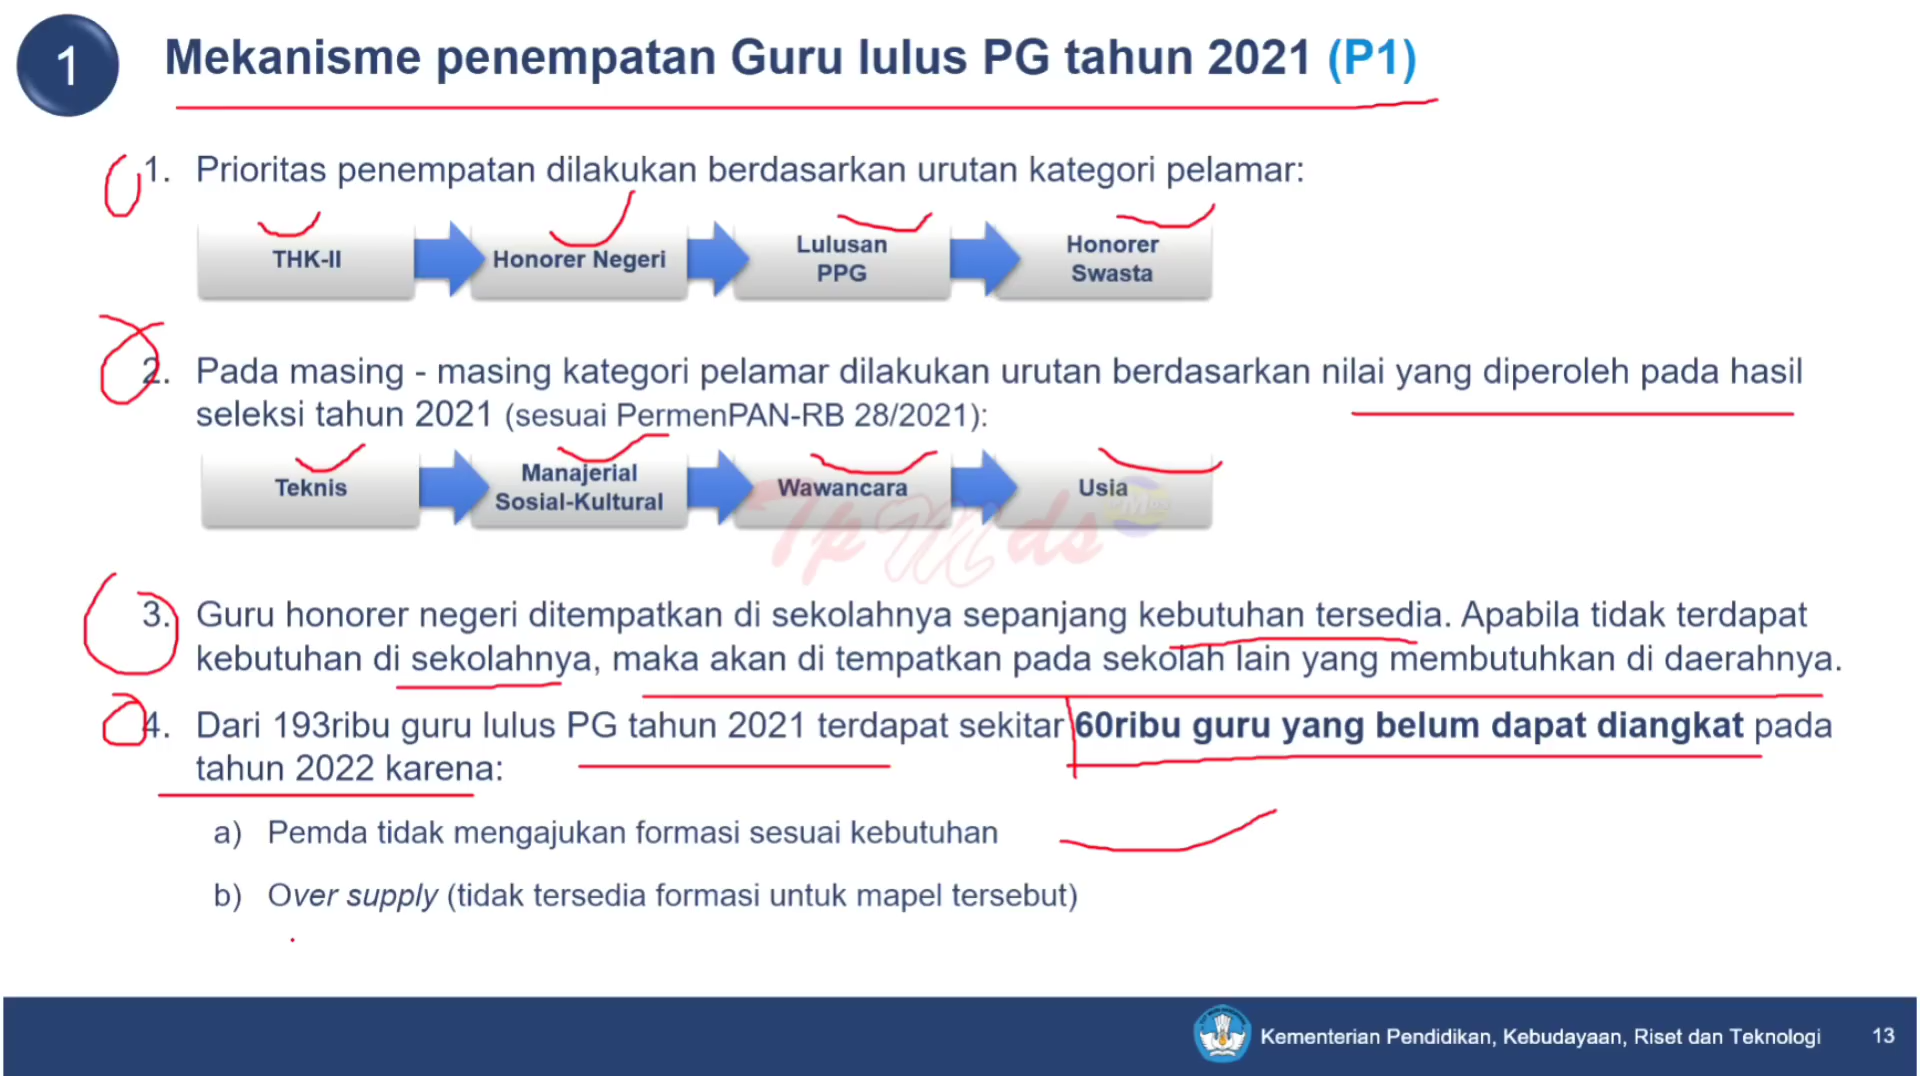 1
Mekanisme penempatan Guru lulus PG tahun 2021 (P1)
1. Prioritas penempatan dilakukan berdasarkan urutan kategori pelamar:
THK-II
Honorer Negeri
Lulusan
PPG
Honorer
Swasta
2. Pada masing - masing kategori pelamar dilakukan urutan berdasarkan nilai yang diperoleh pada hasil
seleksi tahun 2021 (sesuai PermenPAN-RB 28/2021):
Teknis
Manajerial
Sosial-Kultural
Wawancara
Usia
TpMds
3. Guru honorer negeri ditempatkan di sekolahnya sepanjang kebutuhan tersedia. Apabila tidak terdapat
kebutuhan di sekolahnya, maka akan di tempatkan pada sekolah lain yang membutuhkan di daerahnya.
4. Dari 193ribu guru lulus PG tahun 2021 terdapat sekitar 60ribu guru yang belum dapat diangkat pada
tahun 2022 karena:
a) Pemda tidak mengajukan formasi sesuai kebutuhan
b) Over supply (tidak tersedia formasi untuk mapel tersebut)
Kementerian Pendidikan, Kebudayaan, Riset dan Teknologi
13